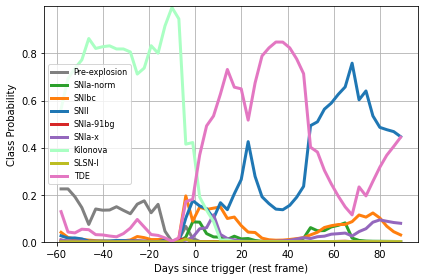 0.8
0.6
0.4
0.2
0.0
Class Probability
Pre-explosion
SNIa-norm
SNIbc
SNII
SNIa-91bg
SNIa-x
Kilonova
SLSN-I
TDE
−60 −40 −20 0 20 40 60 80
Days since trigger (rest frame)